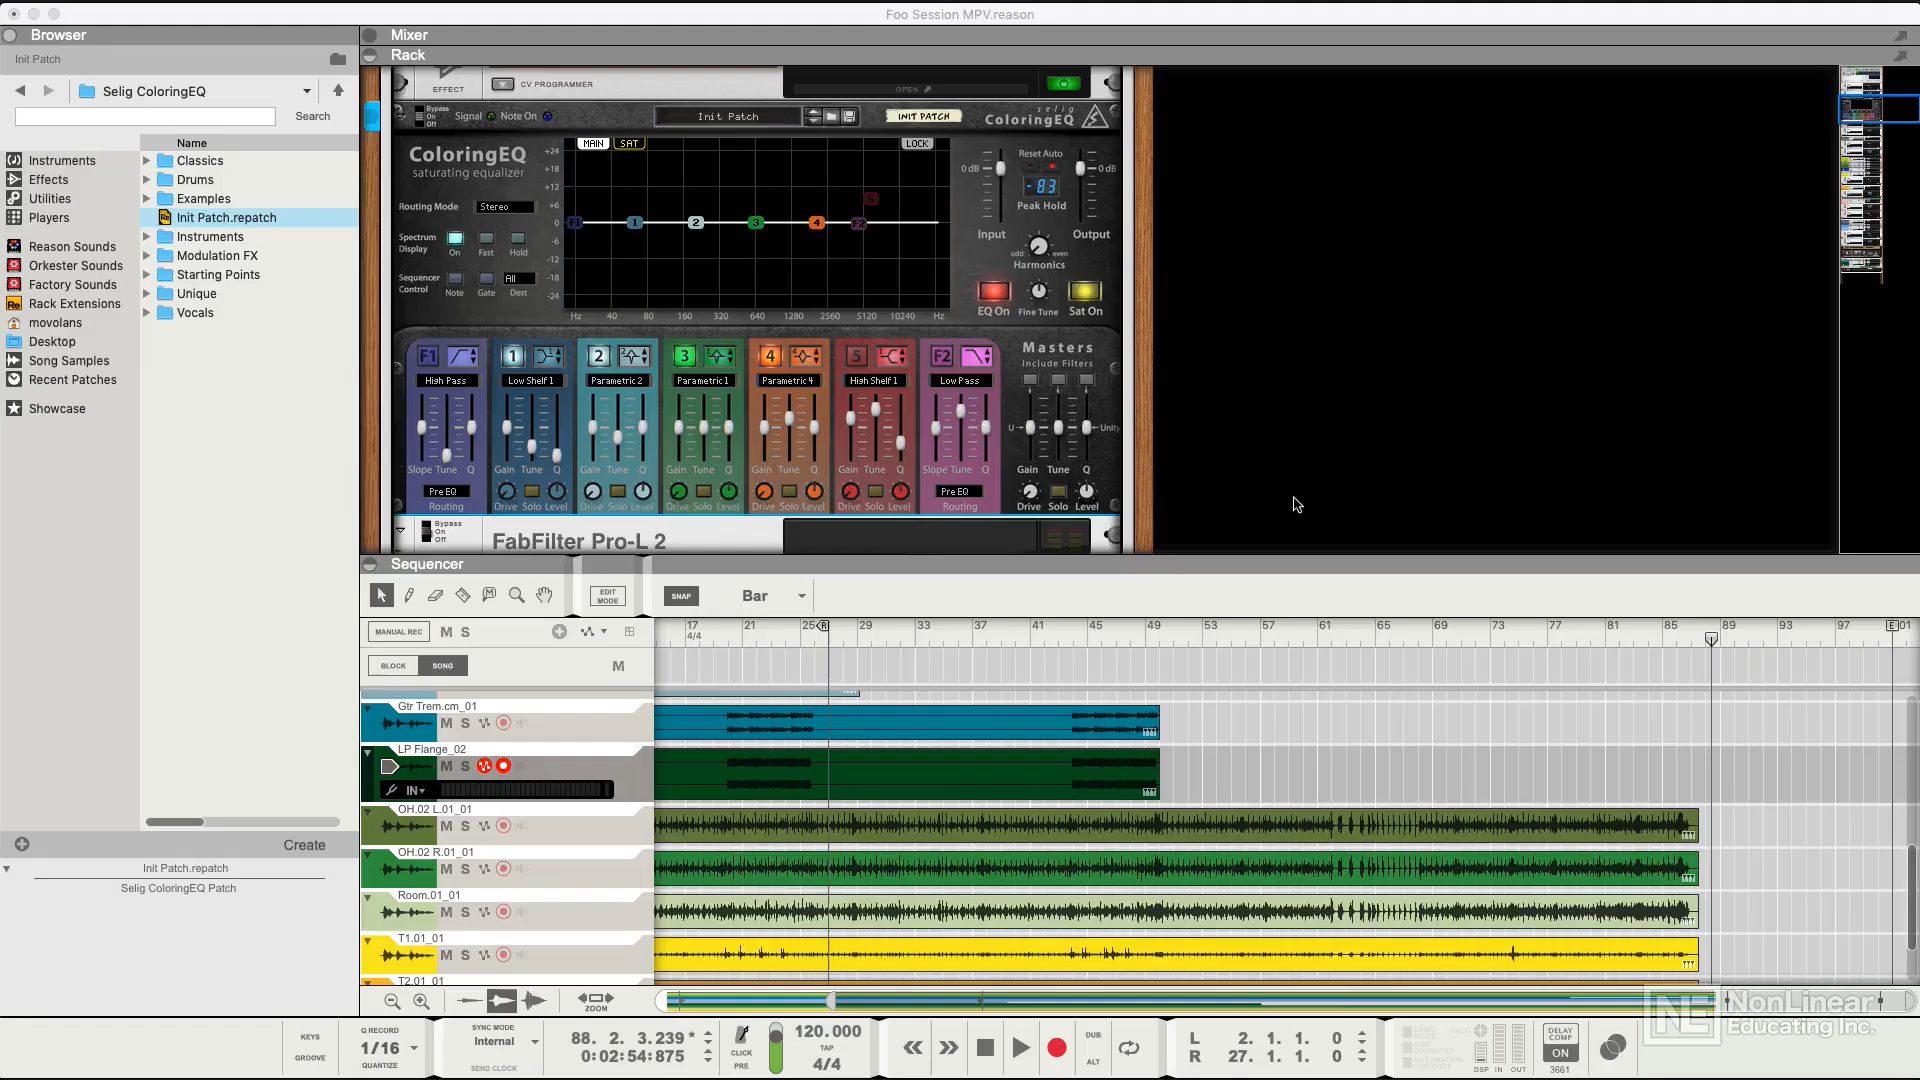 Foo Session MPV.reason
Browser
Mixer
Init Patch
Rack
Selig ColoringEQ
Search
Name
Instruments
Effects
Utilities
Players
Reason Sounds
Orkester Sounds
Factory Sounds
Rack Extensions
movolans
Desktop
Song Samples
Recent Patches
Showcase
Classics
Drums
Examples
Init Patch.repatch
Instruments
Modulation FX
Starting Points
Unique
Vocals
Create
Init Patch.repatch
Selig ColoringEQ Patch
EFFECT
CV PROGRAMMER
OPEN
Bypass
On
Off
Signal
Note On
Init Patch
INIT PATCH
selig
ColoringEQ
ColoringEQ
saturating equalizer
MAIN
SAT
LOCK
+24
+18
+12
+6
0
-6
-12
-18
-24
F1 1 2 3 4 F2 5
Hz 40 80 160 320 640 1280 2560 5120 10240 Hz
Routing Mode
Stereo
Spectrum
Display
On Fast Hold
Sequencer
Control
All
Note Gate Dest
0 dB
Reset Auto
0 dB
-83
Peak Hold
Input
Output
odd even
Harmonics
EQ On
Fine Tune
Sat On
F1 1 2 3 4 5 F2
High Pass Low Shelf 1 Parametric 2 Parametric 1 Parametric 4 High Shelf 1 Low Pass
Masters
Include Filters
U Unity
Slope Tune Q Gain Tune Q Gain Tune Q Gain Tune Q Gain Tune Q Gain Tune Q Slope Tune Q Gain Tune Q
Pre EQ
Pre EQ
Routing Drive Solo Level Drive Solo Level Drive Solo Level Drive Solo Level Drive Solo Level Routing Drive Solo Level
Bypass
On
Off
FabFilter Pro-L 2
Sequencer
EDIT
MODE
SNAP
Bar
MANUAL REC
M S
17 21 25 R 29 33 37 41 45 49 53 57 61 65 69 73 77 81 85 89 93 97 E 01
4/4
BLOCK
SONG
M
Gtr Trem.cm_01
M S
LP Flange_02
M S
IN
OH.02 L.01_01
M S
OH.02 R.01_01
M S
Room.01_01
M S
T1.01_01
M S
T2.01_01
ZOOM
NonLinear
Educating Inc.
NE
KEYS
GROOVE
Q RECORD
1/16
QUANTIZE
SYNC MODE
Internal
SEND CLOCK
88. 2. 3.239 *
0:02:54:875
CLICK
PRE
120.000
TAP
4/4
DUB
ALT
L 2. 1. 1. 0
R 27. 1. 1. 0
DEMO
MODE
CALC
DISK
OVERLOAD
AUTOMATION
OVERRIDE
DSP IN OUT
DELAY
COMP
ON
3661